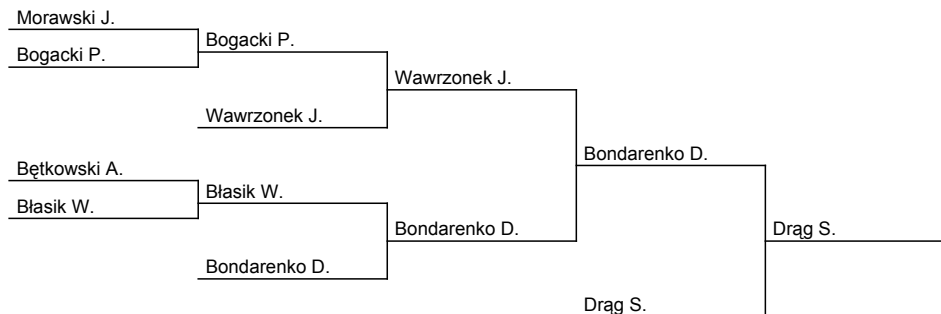 Morawski J.
Bogacki P.
Bogacki P.
Wawrzonek J.
Wawrzonek J.
Bętkowski A.
Bondarenko D.
Błasik W.
Błasik W.
Bondarenko D.
Drąg S.
Bondarenko D.
Drąg S.